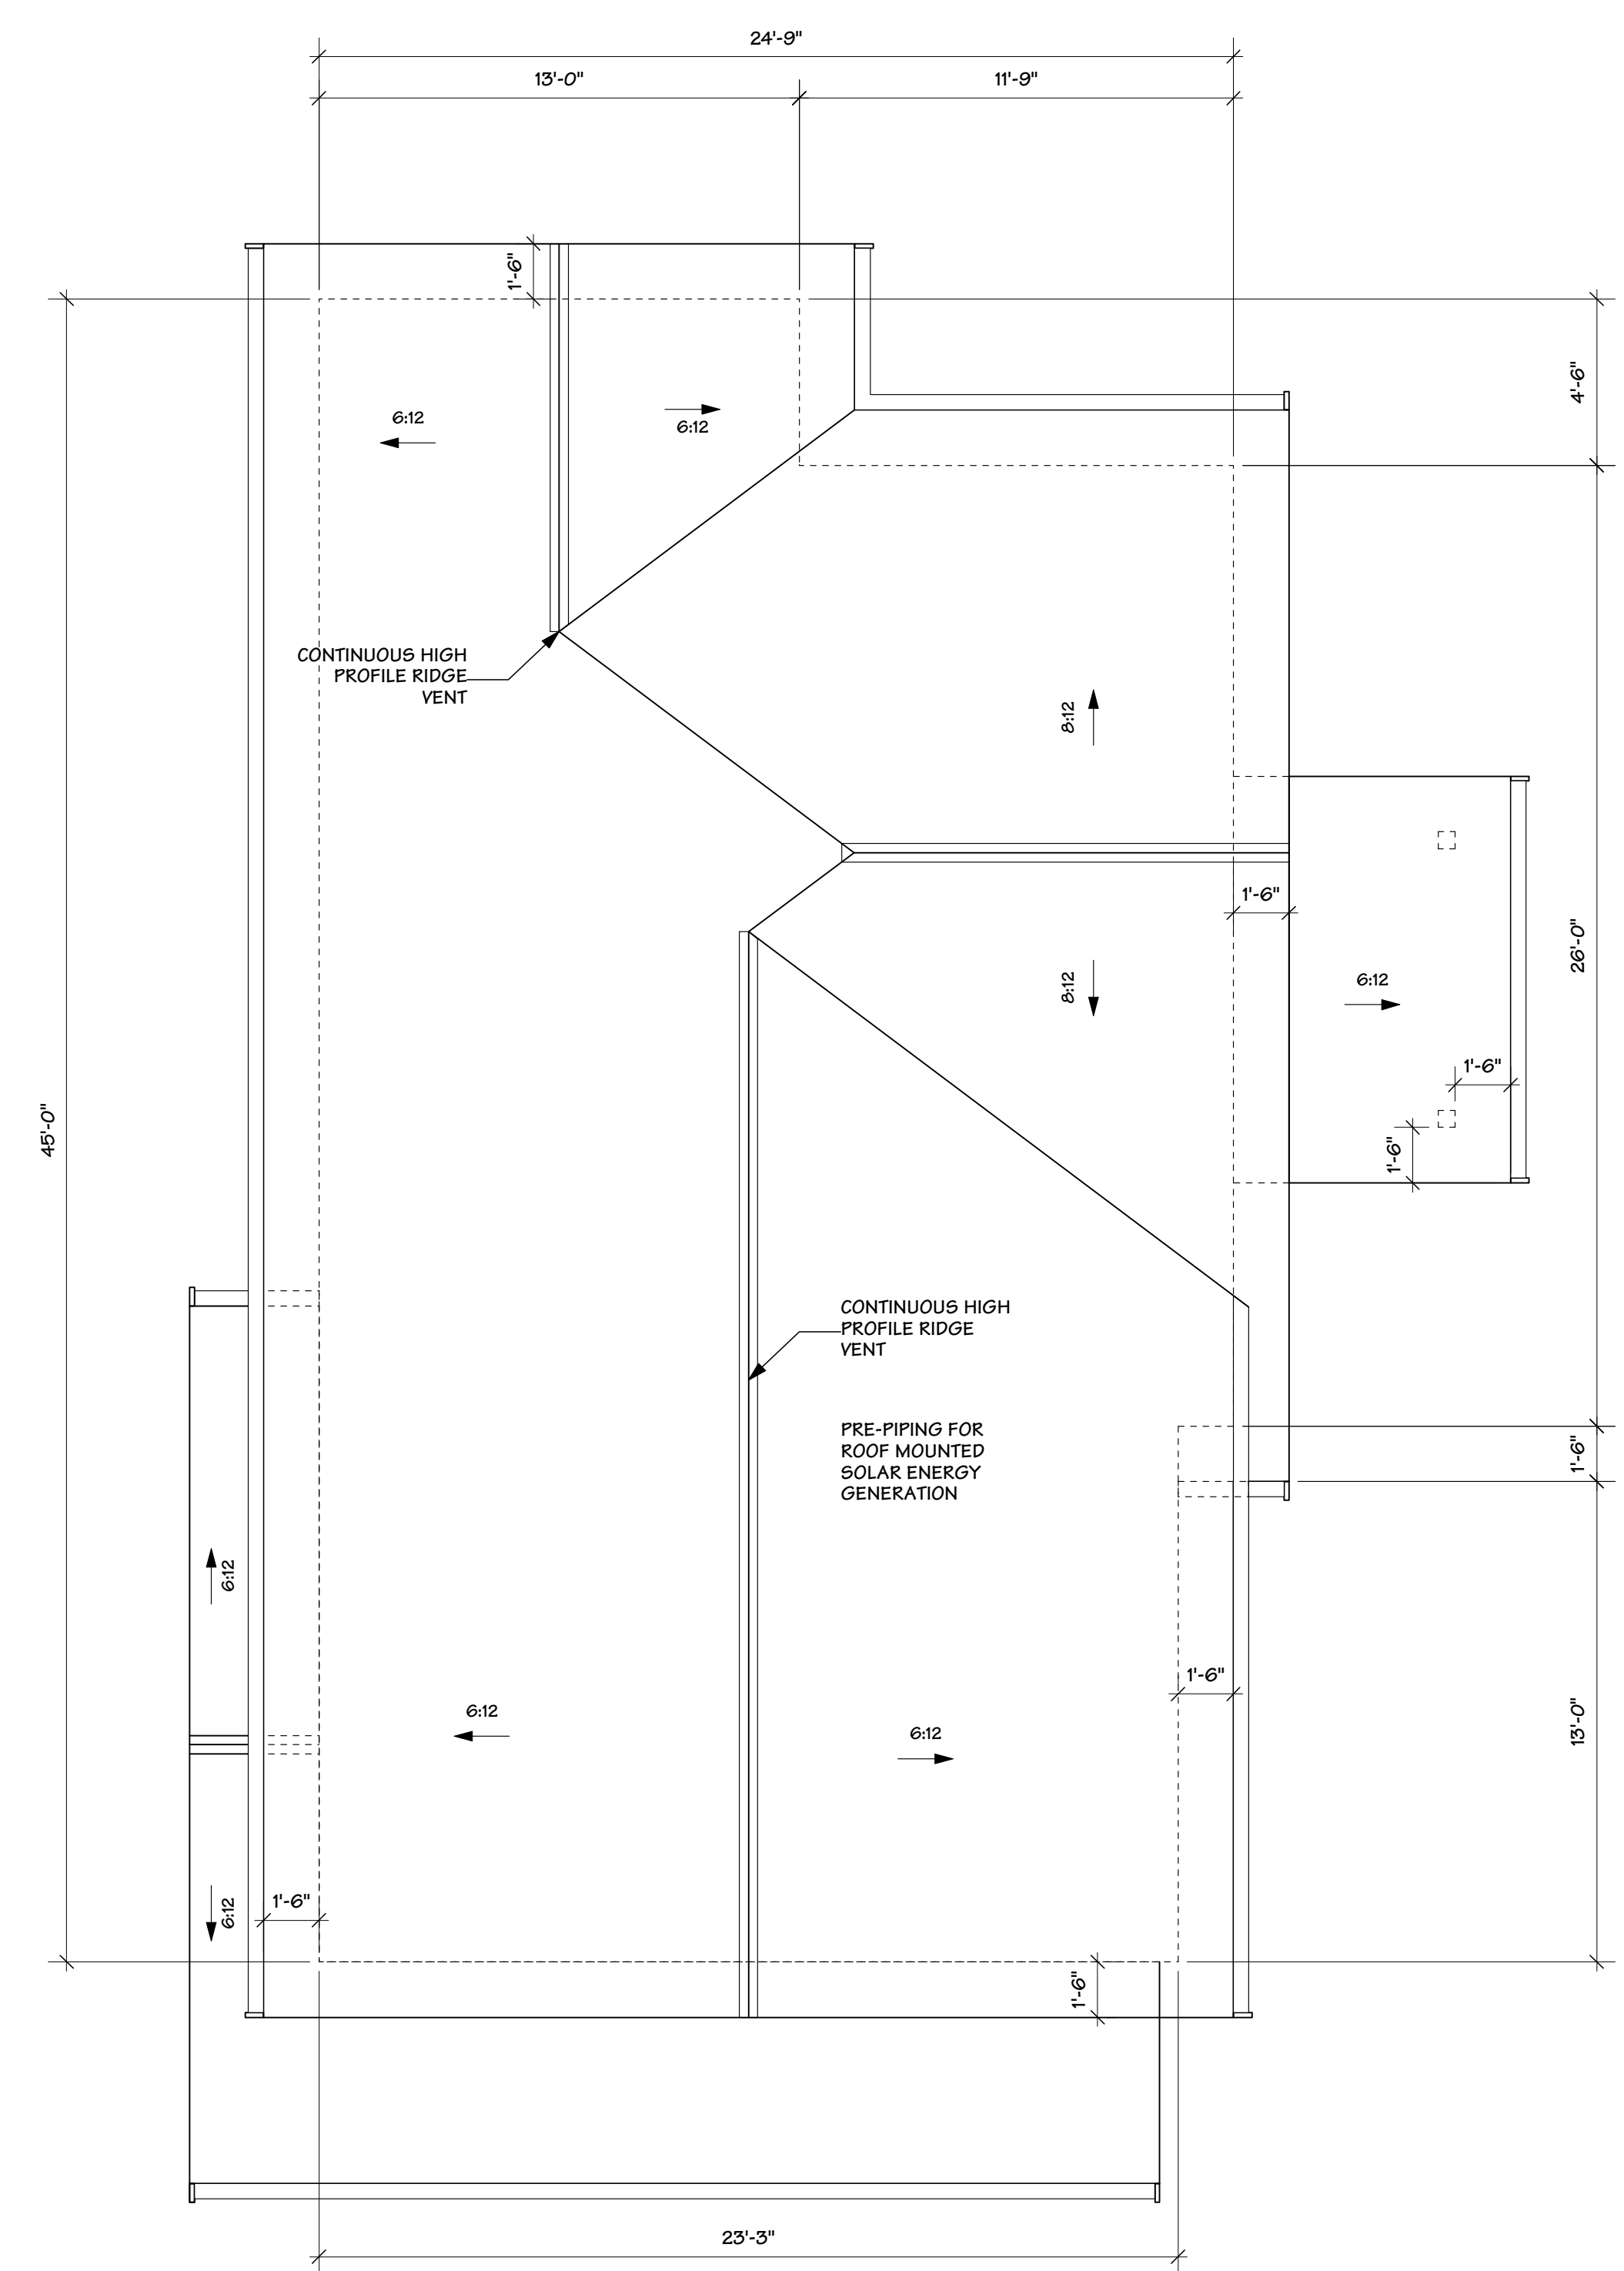 24'-9"
13'-0"
11'-9"
1'-6"
4'-6"
6:12
6:12
CONTINUOUS HIGH
PROFILE RIDGE
VENT
8:12
1'-6"
26'-0"
8:12
6:12
1'-6"
45'-0"
1'-6"
CONTINUOUS HIGH
PROFILE RIDGE
VENT
PRE-PIPING FOR
ROOF MOUNTED
SOLAR ENERGY
GENERATION
1'-6"
6:12
1'-6"
6:12
6:12
13'-0"
1'-6"
6:12
1'-6"
23'-3"